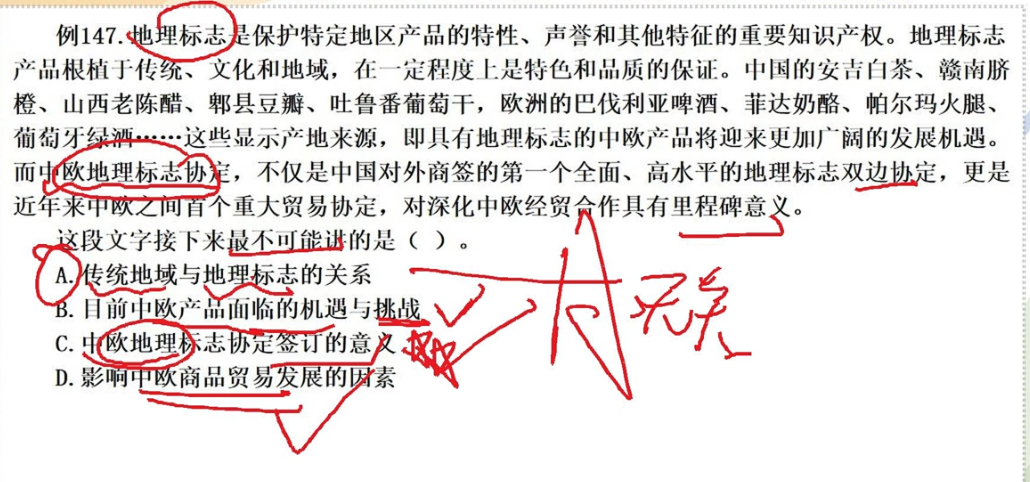 例147.地理标志是保护特定地区产品的特性、声誉和其他特征的重要知识产权。地理标志
产品根植于传统、文化和地域，在一定程度上是特色和品质的保证。中国的安吉白茶、赣南脐
橙、山西老陈醋、郫县豆瓣、吐鲁番葡萄干，欧洲的巴伐利亚啤酒、菲达奶酪、帕尔玛火腿、
葡萄牙绿酒……这些显示产地来源，即具有地理标志的中欧产品将迎来更加广阔的发展机遇。
而中欧地理标志协定，不仅是中国对外商签的第一个全面、高水平的地理标志双边协定，更是
近年来中欧之间首个重大贸易协定，对深化中欧经贸合作具有里程碑意义。
这段文字接下来最不可能讲的是（ ）。
A.传统地域与地理标志的关系
B.目前中欧产品面临的机遇与挑战
C.中欧地理标志协定签订的意义
D.影响中欧商品贸易发展的因素
无关